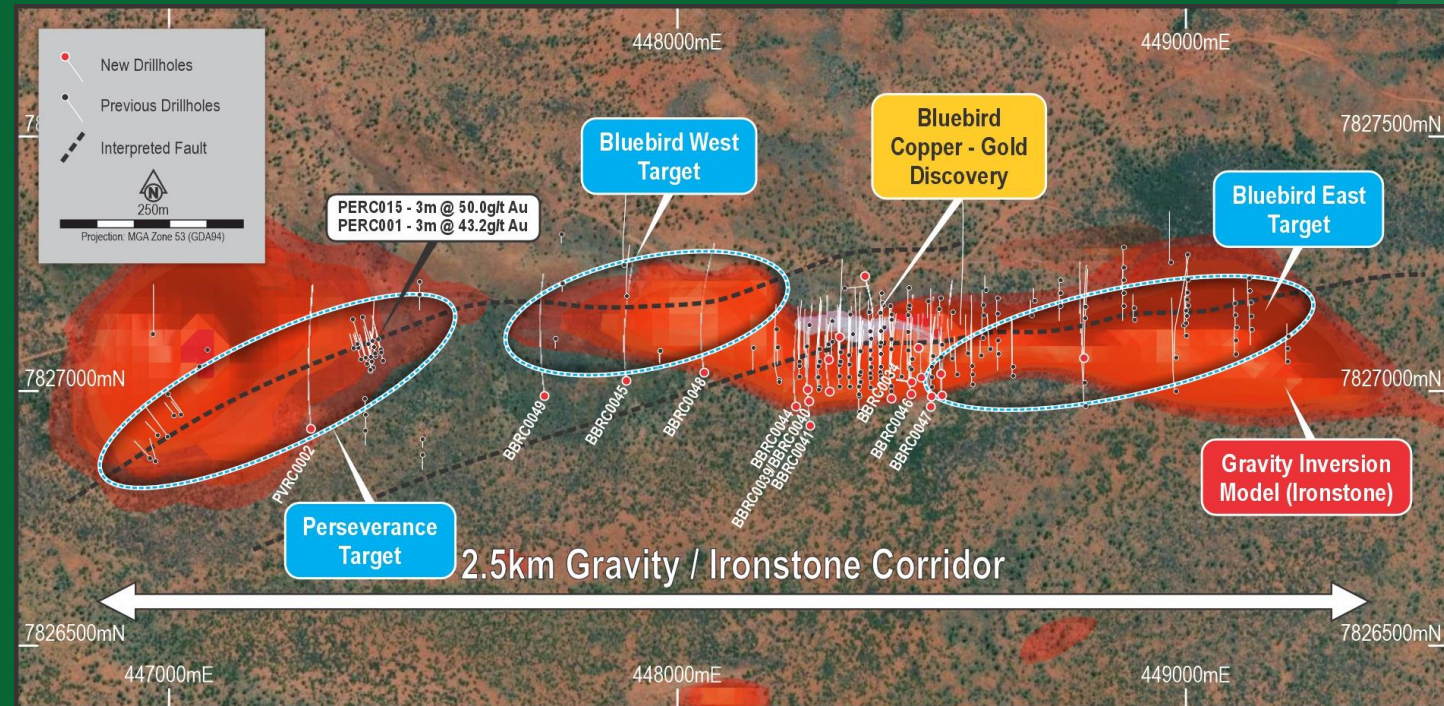 448000mE
449000mE
New Drillholes
Previous Drillholes
Interpreted Fault
N
250m
Projection: MGA Zone 53 (GDA94)
7827500mN
Bluebird West
Target
Bluebird
Copper - Gold
Discovery
Bluebird East
Target
PERC015 - 3m @ 50.0g/t Au
PERC001 - 3m @ 43.2g/t Au
7827000mN
7827000mN
PVRC0002
BBRC0049
BBRC0045
BBRC0048
BBRC0044
BBRC0039/BBRC0040
BBRC0041
BBRC0034
BBRC0046
BBRC0047
Gravity Inversion
Model (Ironstone)
Perseverance
Target
2.5km Gravity / Ironstone Corridor
7826500mN
7826500mN
447000mE
448000mE
449000mE